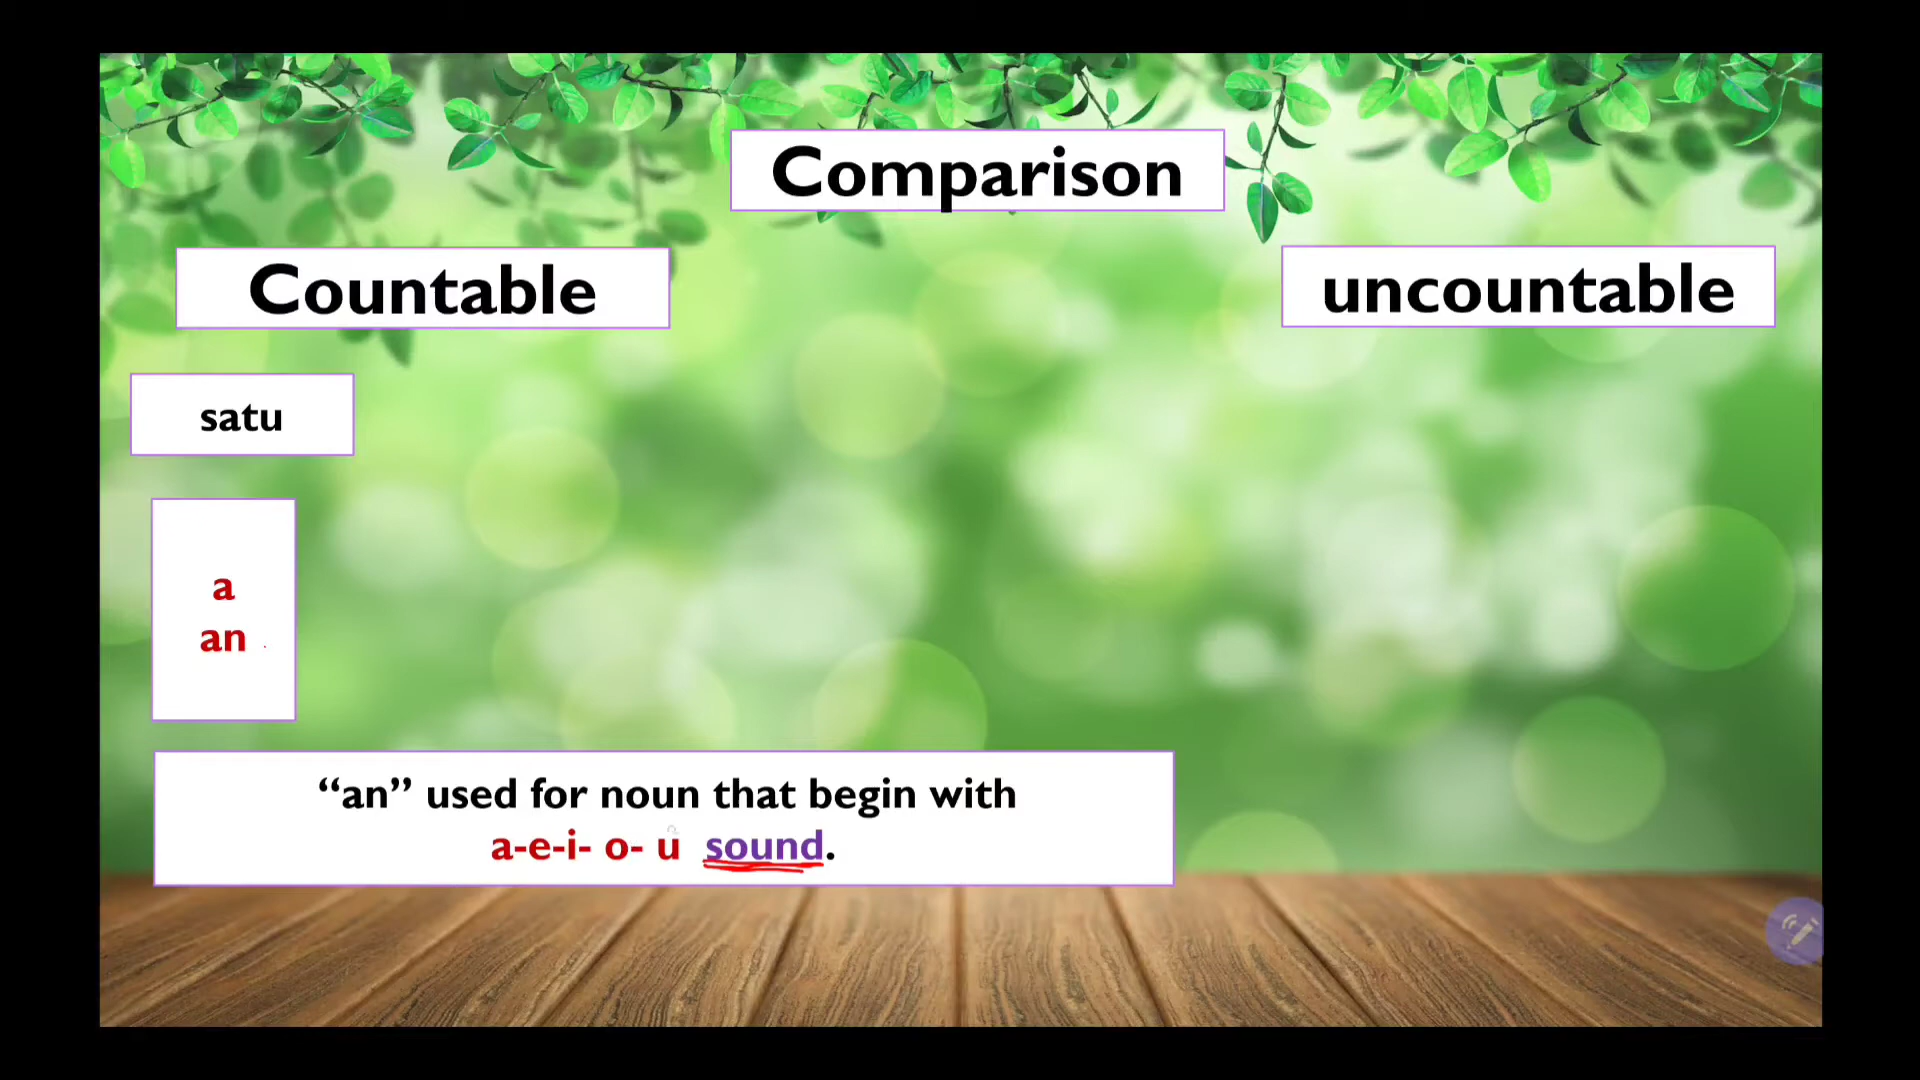 Comparison
Countable
uncountable
satu
a
an
“an” used for noun that begin with
a-e-i- o- u sound.